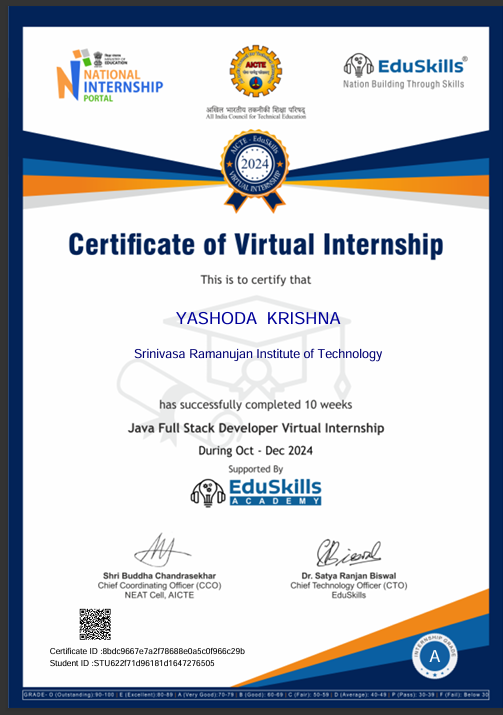 NATIONAL
INTERNSHIP
PORTAL
MINISTRY OF
EDUCATION
AICTE
अखिल भारतीय तकनीकी शिक्षा परिषद्
All India Council for Technical Education
EduSkills®
Nation Building Through Skills
AICTE - EduSkills
2024
VIRTUAL INTERNSHIP
Certificate of Virtual Internship
This is to certify that
YASHODA KRISHNA
Srinivasa Ramanujan Institute of Technology
has successfully completed 10 weeks
Java Full Stack Developer Virtual Internship
During Oct - Dec 2024
Supported By
EduSkills
ACADEMY
Shri Buddha Chandrasekhar
Chief Coordinating Officer (CCO)
NEAT Cell, AICTE
Dr. Satya Ranjan Biswal
Chief Technology Officer (CTO)
EduSkills
Certificate ID :8bdc9667e7a2f78688e0a5c0f966c29b
Student ID :STU622f71d96181d1647276505
INTERNSHIP GRADE
A
GRADE- O (Outstanding):90-100 | E (Excellent):80-89 | A (Very Good):70-79 | B (Good): 60-69 | C (Fair): 50-59 | D (Average): 40-49 | P (Pass): 30-39 | F (Fail): Below 30